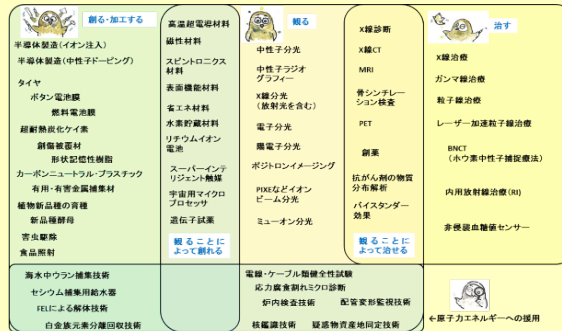 創る・加工する
半導体製造(イオン注入)
半導体製造(中性子ドーピング)
タイヤ
ボタン電池膜
燃料電池膜
超耐熱炭化ケイ素
創傷被覆材
形状記憶性樹脂
カーボンニュートラル・プラスチック
有用・有害金属捕集材
植物新品種の育種
新品種酵母
害虫駆除
食品照射
高温超電導材料
磁性材料
スピントロニクス
材料
表面機能材料
省エネ材料
水素貯蔵材料
リチウムイオン
電池
スーパーインテ
リジェント触媒
宇宙用マイクロ
プロセッサ
遺伝子試薬
観ることに
よって創れる
観る
中性子分光
中性子ラジオ
グラフィー
X線分光
(放射光を含む)
電子分光
陽電子分光
ポジトロンイメージング
PIXEなどイオン
ビーム分光
ミューオン分光
X線診断
X線CT
MRI
骨シンチレー
ション検査
PET
創薬
抗がん剤の物質
分布解析
バイスタンダー
効果
観ることに
よって治せる
治す
X線治療
ガンマ線治療
粒子線治療
レーザー加速粒子線治療
BNCT
(ホウ素中性子捕捉療法)
内用放射線治療(RI)
非侵襲血糖値センサー
海水中ウラン捕集技術
セシウム捕集用給水器
FELによる解体技術
白金族元素分離回収技術
電線・ケーブル類健全性試験
応力腐食割れミクロ診断
炉内検査技術 配管変形監視技術
核鑑識技術 疑惑物資産地同定技術
←原子力エネルギーへの援用